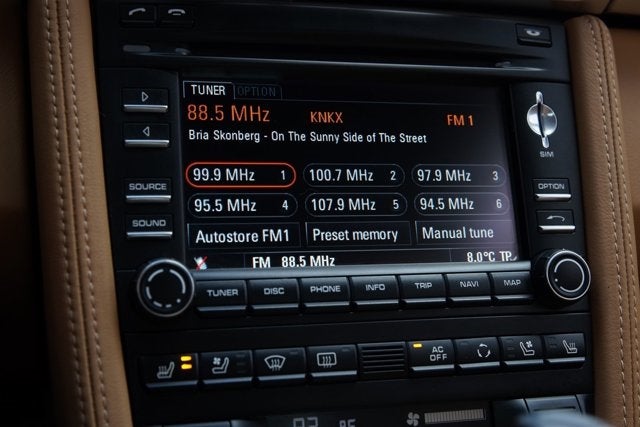 TUNER OPTION
88.5 MHz KNKX FM 1
Bria Skonberg - On The Sunny Side of The Street
99.9 MHz 1 100.7 MHz 2 97.9 MHz 3
95.5 MHz 4 107.9 MHz 5 94.5 MHz 6
Autostore FM1 Preset memory Manual tune
FM 88.5 MHz 8.0°C TP
SIM
SOURCE
OPTION
SOUND
TUNER DISC PHONE INFO TRIP NAVI MAP
AC OFF
°F